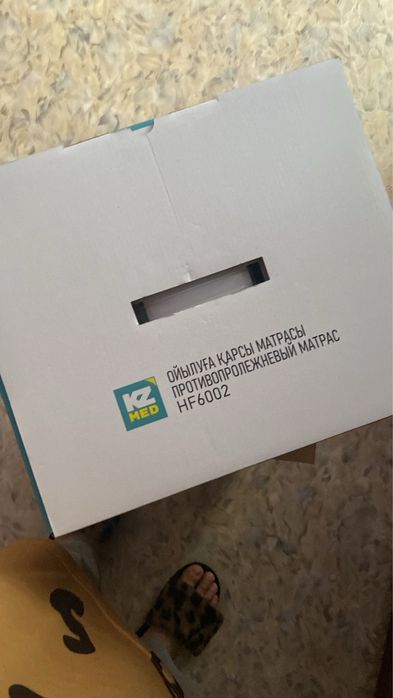 KZ
MED
ОЙЫЛУҒА ҚАРСЫ МАТРАСЫ
ПРОТИВОПРОЛЕЖНЕВЫЙ МАТРАС
HF6002